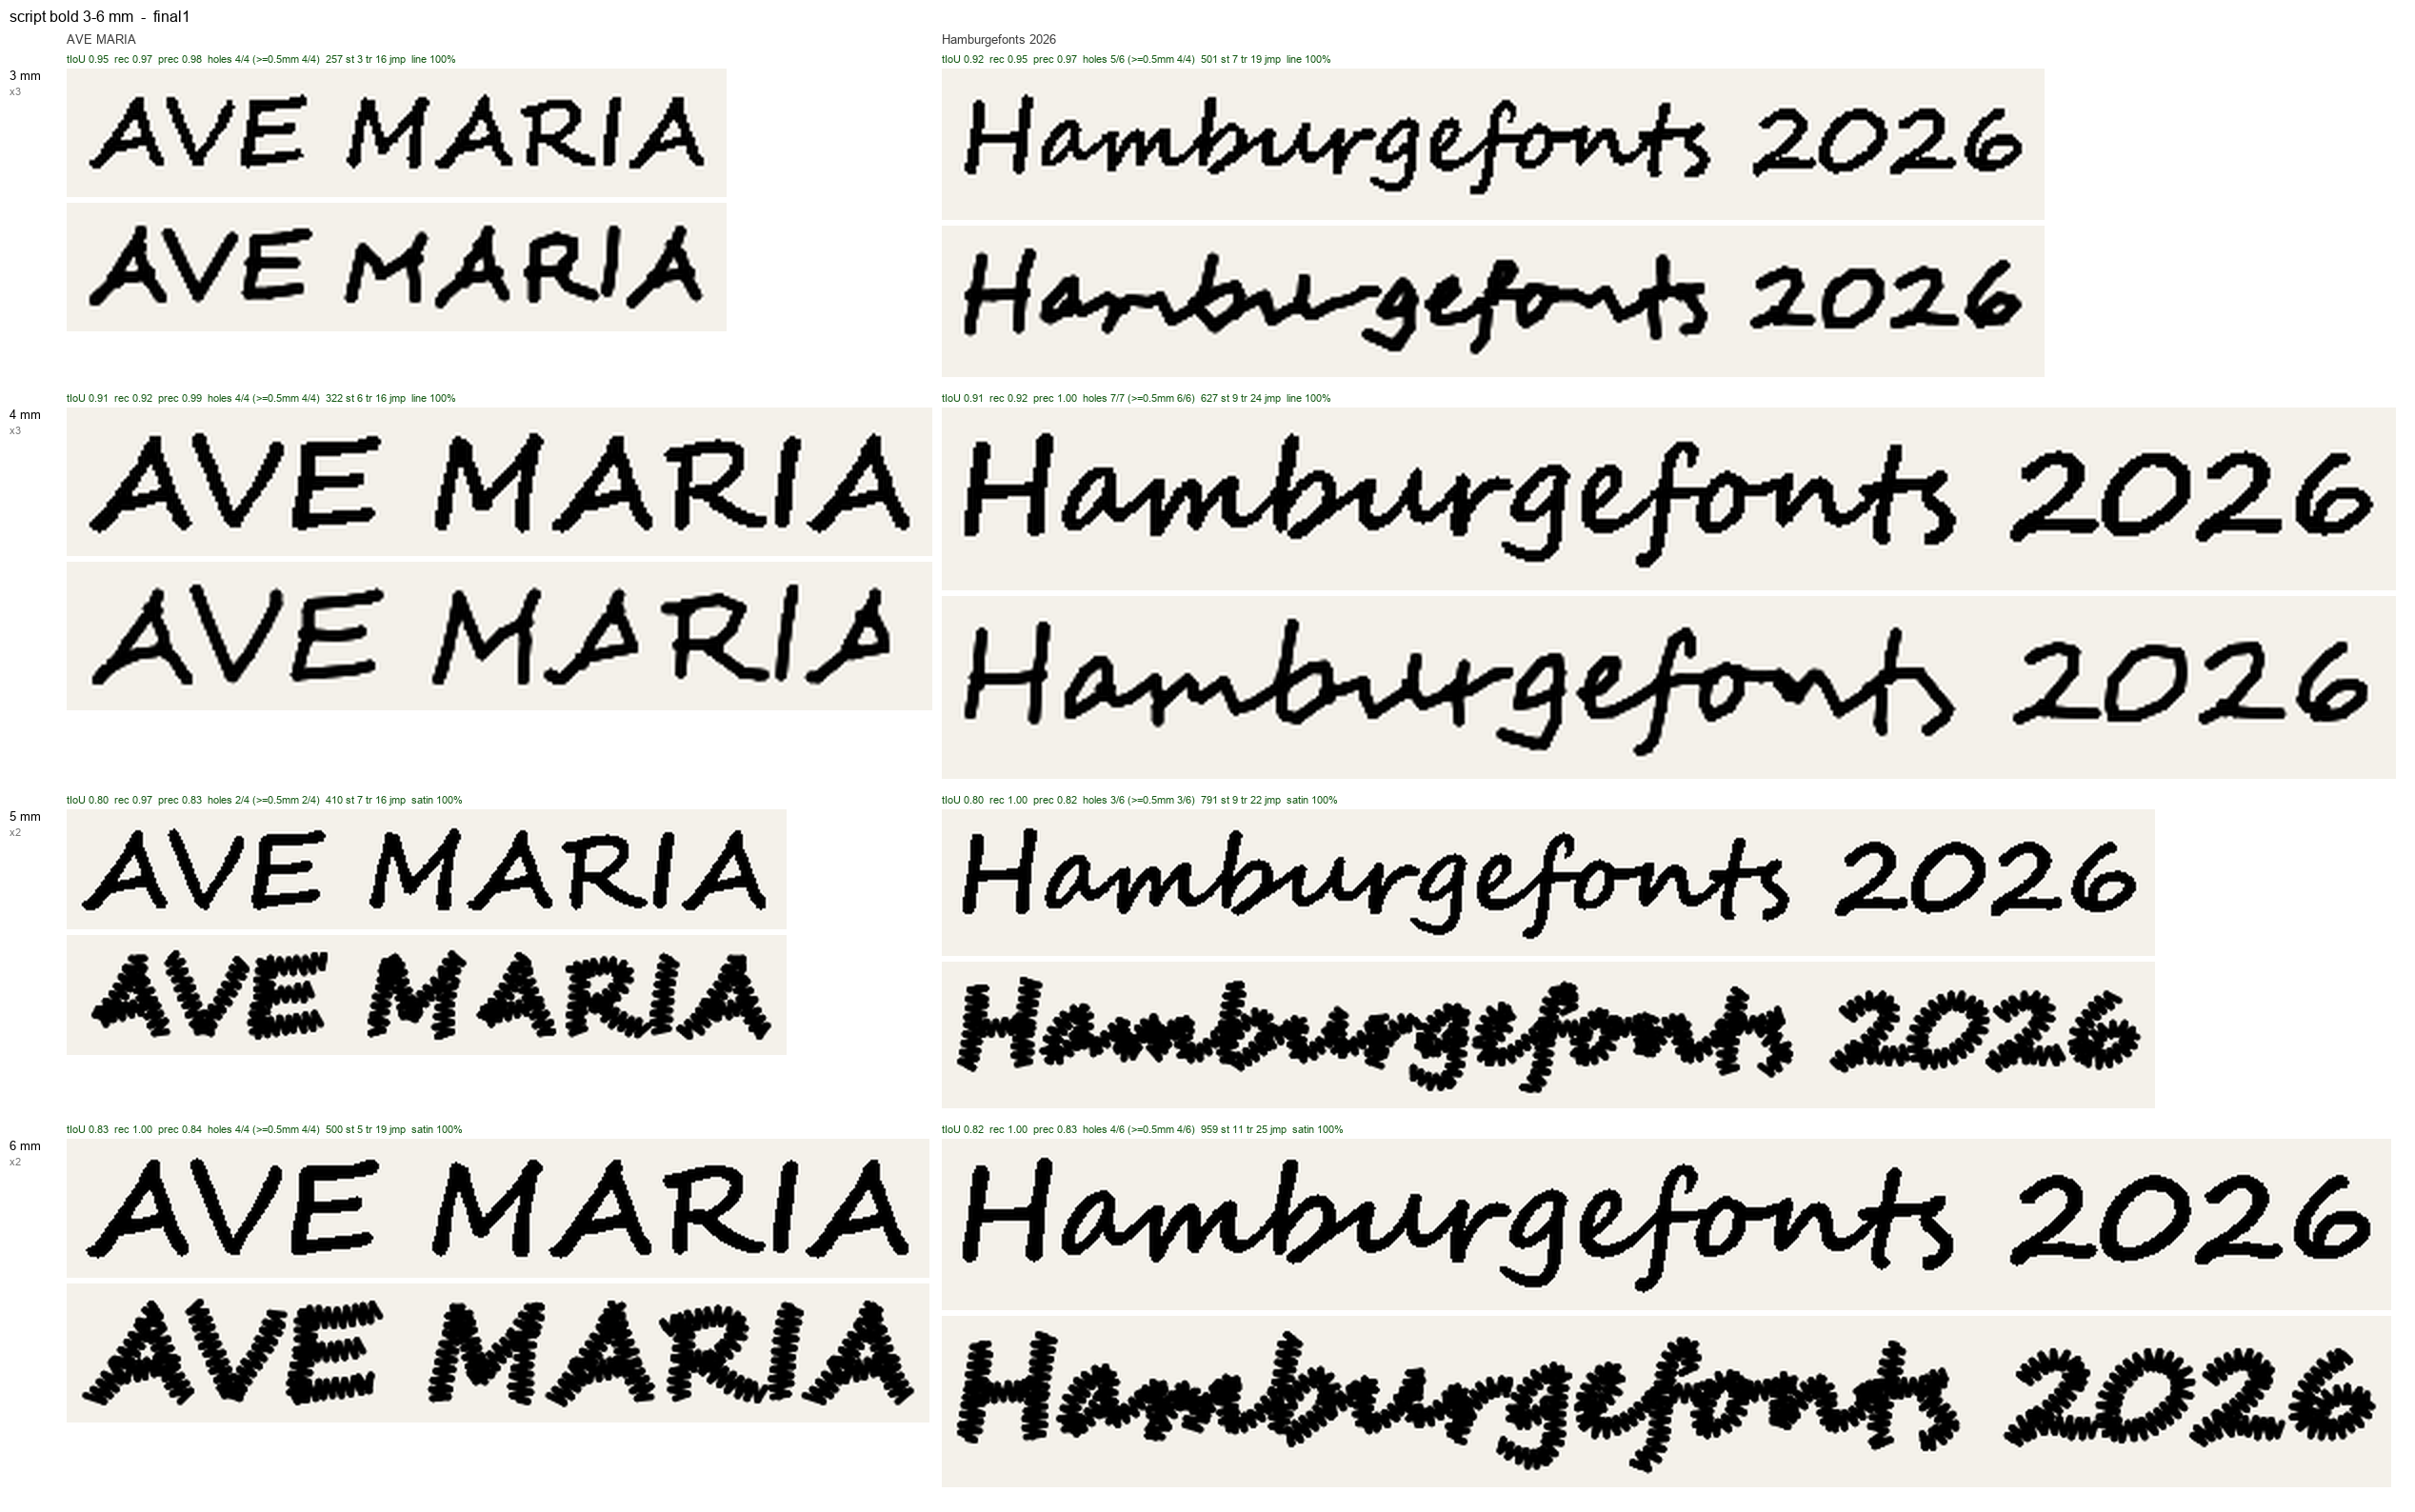 script bold 3-6 mm - final1
AVE MARIA
Hamburgefonts 2026
3 mm
x3
tIoU 0.95 rec 0.97 prec 0.98 holes 4/4 (>=0.5mm 4/4) 257 st 3 tr 16 jmp line 100%
AVE MARIA
AVE MARIA
tIoU 0.92 rec 0.95 prec 0.97 holes 5/6 (>=0.5mm 4/4) 501 st 7 tr 19 jmp line 100%
Hamburgefonts 2026
Hamburgefonts 2026
4 mm
x3
tIoU 0.91 rec 0.92 prec 0.99 holes 4/4 (>=0.5mm 4/4) 322 st 6 tr 16 jmp line 100%
AVE MARIA
AVE MARIA
tIoU 0.91 rec 0.92 prec 1.00 holes 7/7 (>=0.5mm 6/6) 627 st 9 tr 24 jmp line 100%
Hamburgefonts 2026
Hamburgefonts 2026
5 mm
x2
tIoU 0.80 rec 0.97 prec 0.83 holes 2/4 (>=0.5mm 2/4) 410 st 7 tr 16 jmp satin 100%
AVE MARIA
AVE MARIA
tIoU 0.80 rec 1.00 prec 0.82 holes 3/6 (>=0.5mm 3/6) 791 st 9 tr 22 jmp satin 100%
Hamburgefonts 2026
Hamburgefonts 2026
6 mm
x2
tIoU 0.83 rec 1.00 prec 0.84 holes 4/4 (>=0.5mm 4/4) 500 st 5 tr 19 jmp satin 100%
AVE MARIA
AVE MARIA
tIoU 0.82 rec 1.00 prec 0.83 holes 4/6 (>=0.5mm 4/6) 959 st 11 tr 25 jmp satin 100%
Hamburgefonts 2026
Hamburgefonts 2026